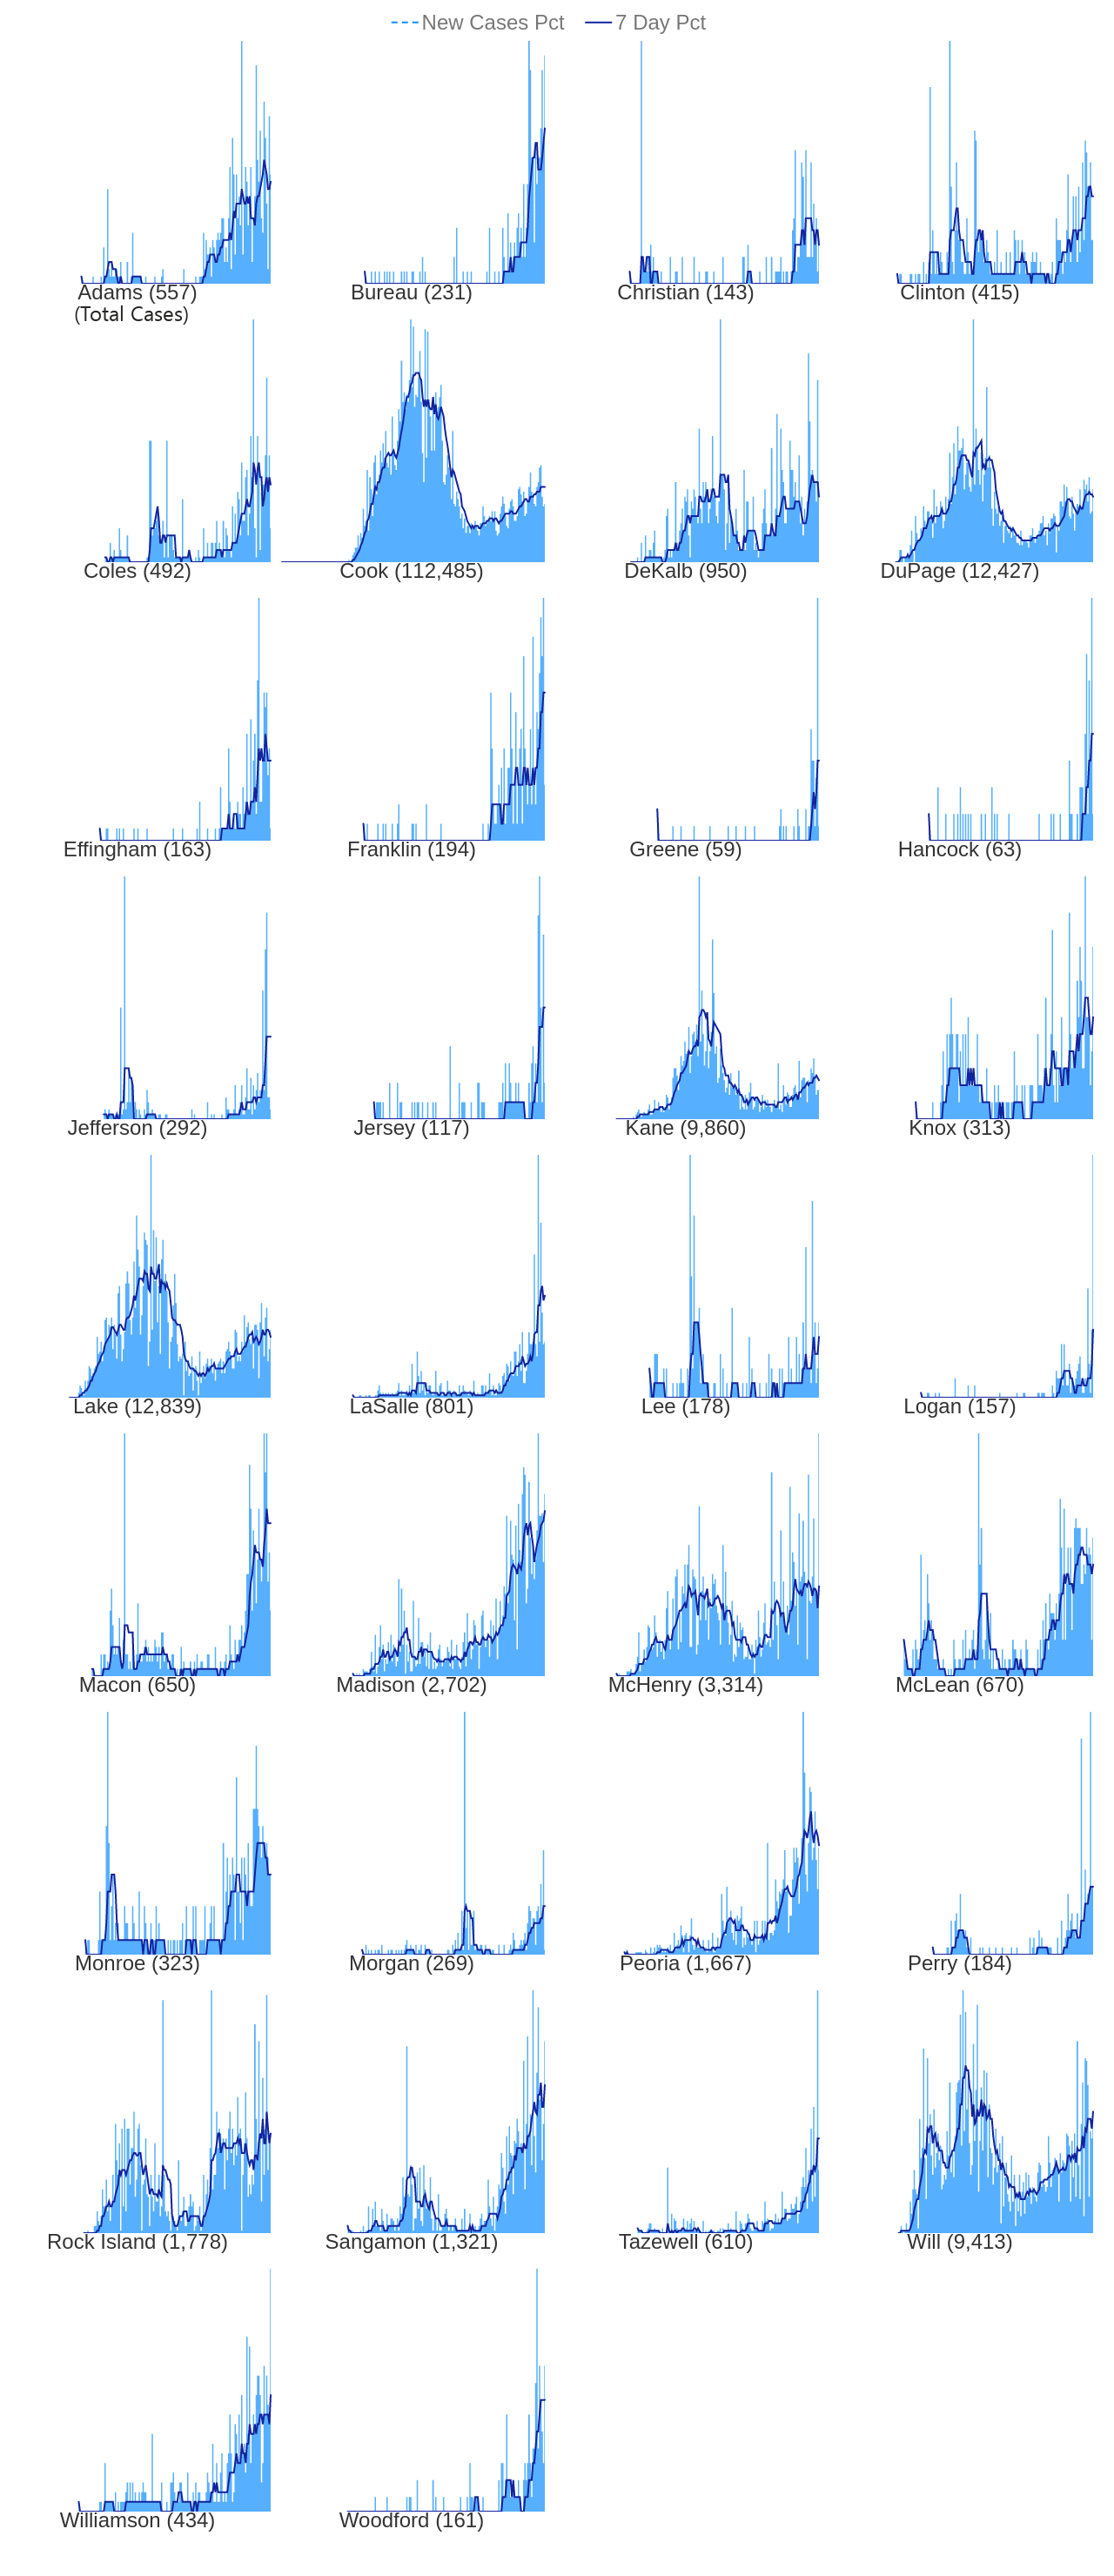 New Cases Pct 7 Day Pct
Adams (557) Bureau (231) Christian (143) Clinton (415)
(Total Cases)
Coles (492) Cook (112,485) DeKalb (950) DuPage (12,427)
Effingham (163) Franklin (194) Greene (59) Hancock (63)
Jefferson (292) Jersey (117) Kane (9,860) Knox (313)
Lake (12,839) LaSalle (801) Lee (178) Logan (157)
Macon (650) Madison (2,702) McHenry (3,314) McLean (670)
Monroe (323) Morgan (269) Peoria (1,667) Perry (184)
Rock Island (1,778) Sangamon (1,321) Tazewell (610) Will (9,413)
Williamson (434) Woodford (161)